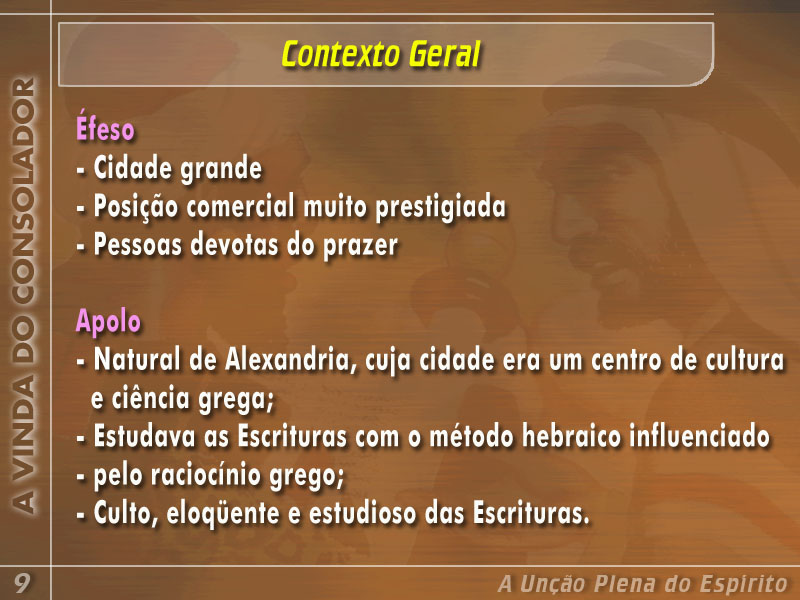 Contexto Geral
A VINDA DO CONSOLADOR
Éfeso
- Cidade grande
- Posição comercial muito prestigiada
- Pessoas devotas do prazer
Apolo
- Natural de Alexandria, cuja cidade era um centro de cultura
e ciência grega;
- Estudava as Escrituras com o método hebraico influenciado
- pelo raciocínio grego;
- Culto, eloqüente e estudioso das Escrituras.
9
A Unção Plena do Espírito